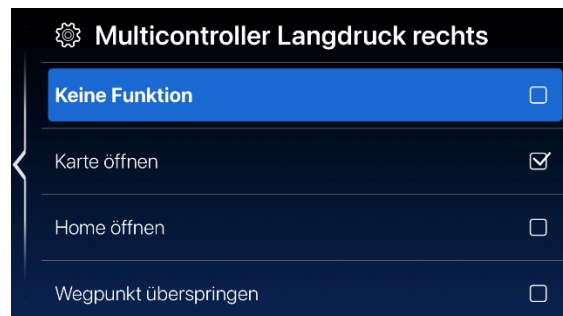 Multicontroller Langdruck rechts
Keine Funktion
Karte öffnen
Home öffnen
Wegpunkt überspringen